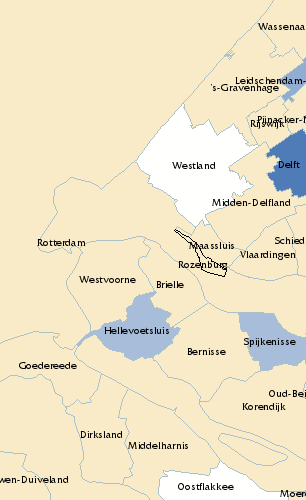 Wassenaa
Leidschendam-
's-Gravenhage
Pijnacker-N
Rijswijk
Westland
Delft
Midden-Delfland
Schied
Rotterdam
Maassluis
Vlaardingen
Rozenburg
Westvoorne
Brielle
Hellevoetsluis
Spijkenisse
Bernisse
Goedereede
Oud-Bei
Korendijk
Dirksland
Middelharnis
wen-Duiveland
Oostflakkee
Moer